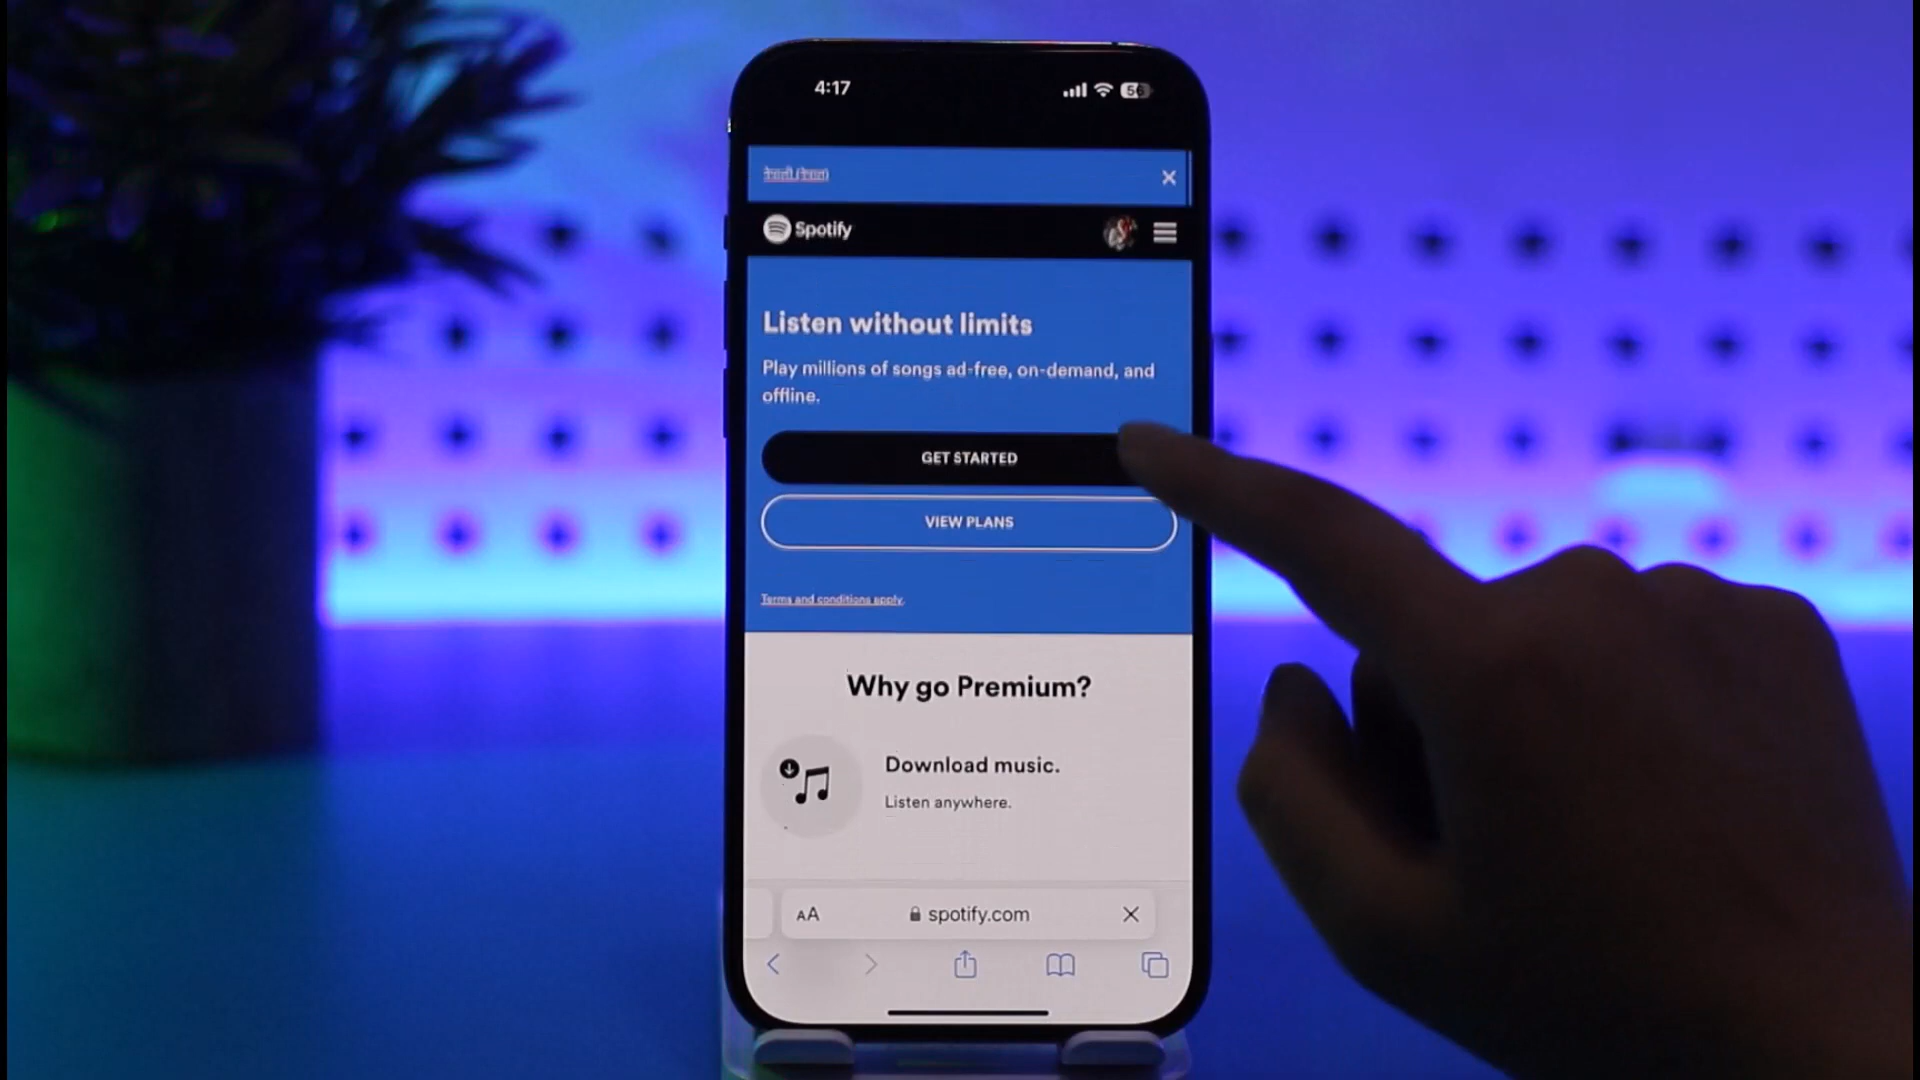 4:17
56
Spotify
Listen without limits
Play millions of songs ad-free, on-demand, and
offline.
GET STARTED
VIEW PLANS
Terms and conditions apply.
Why go Premium?
Download music.
Listen anywhere.
AA
spotify.com